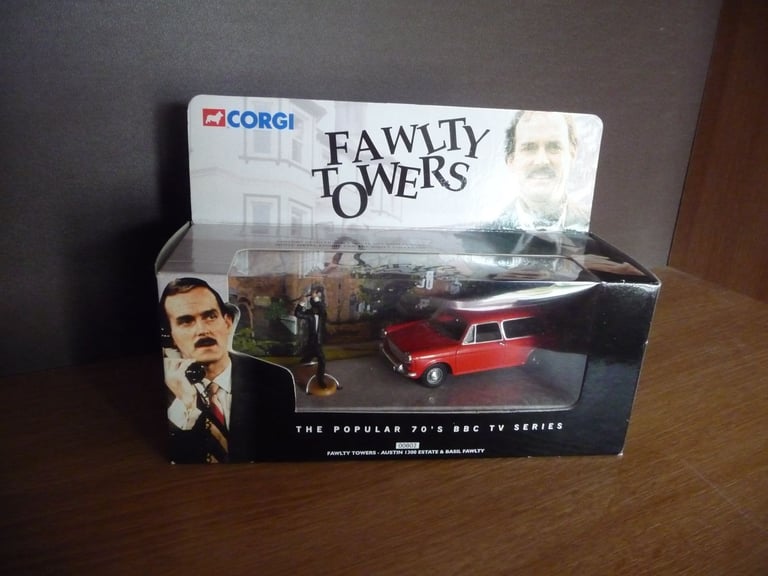 CORGI
FAWLTY
TOWERS
THE POPULAR 70'S BBC TV SERIES
00802
FAWLTY TOWERS - AUSTIN 1300 ESTATE & BASIL FAWLTY